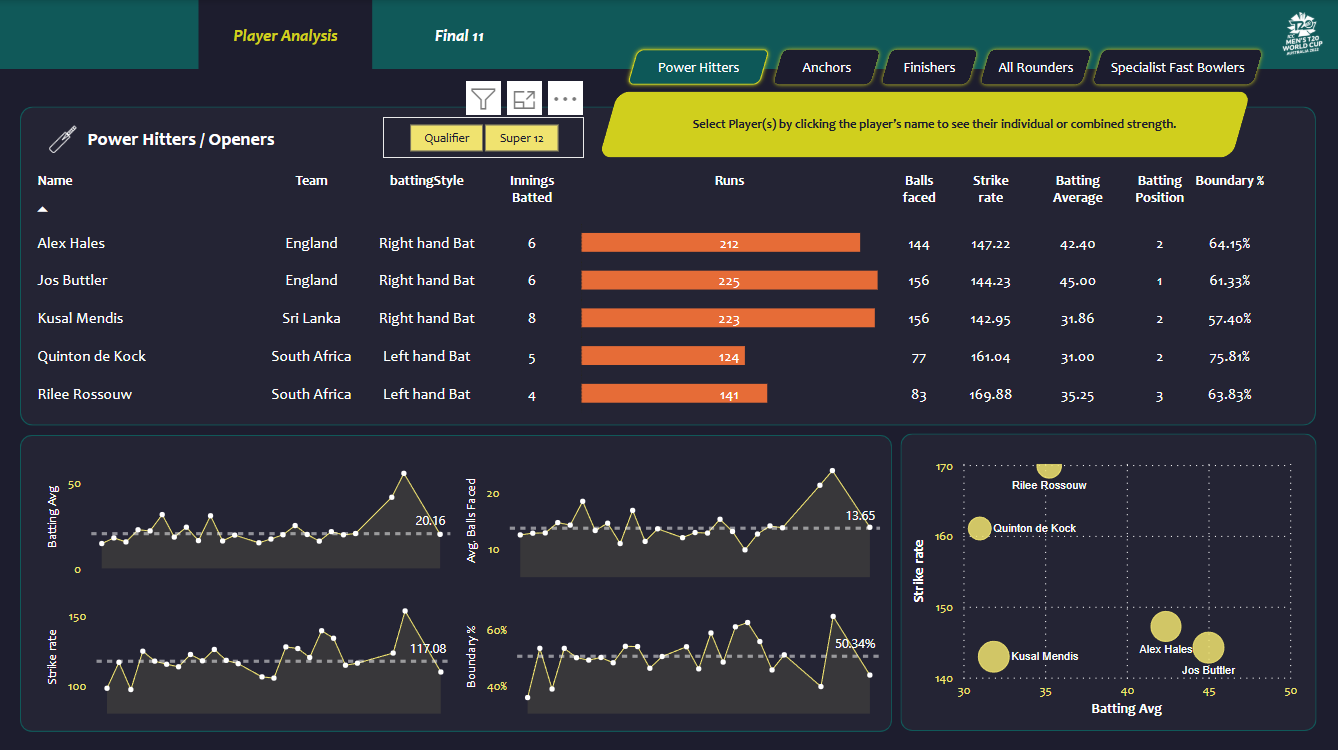 Player Analysis
Final 11
ICC
MEN'S T20
WORLD CUP
AUSTRALIA 2022
Power Hitters
Anchors
Finishers
All Rounders
Specialist Fast Bowlers
Select Player(s) by clicking the player's name to see their individual or combined strength.
Power Hitters / Openers
Qualifier
Super 12
Name Team battingStyle Innings Runs Balls Strike Batting Batting Boundary %
Batted faced rate Average Position
Alex Hales England Right hand Bat 6 212 144 147.22 42.40 2 64.15%
Jos Buttler England Right hand Bat 6 225 156 144.23 45.00 1 61.33%
Kusal Mendis Sri Lanka Right hand Bat 8 223 156 142.95 31.86 2 57.40%
Quinton de Kock South Africa Left hand Bat 5 124 77 161.04 31.00 2 75.81%
Rilee Rossouw South Africa Left hand Bat 4 141 83 169.88 35.25 3 63.83%
Batting Avg
50
0
20.16
Avg. Balls Faced
20
10
13.65
Strike rate
150
100
117.08
Boundary %
60%
40%
50.34%
Strike rate
170
160
150
140
Rilee Rossouw
Quinton de Kock
Alex Hales
Kusal Mendis
Jos Buttler
30 35 40 45 50
Batting Avg